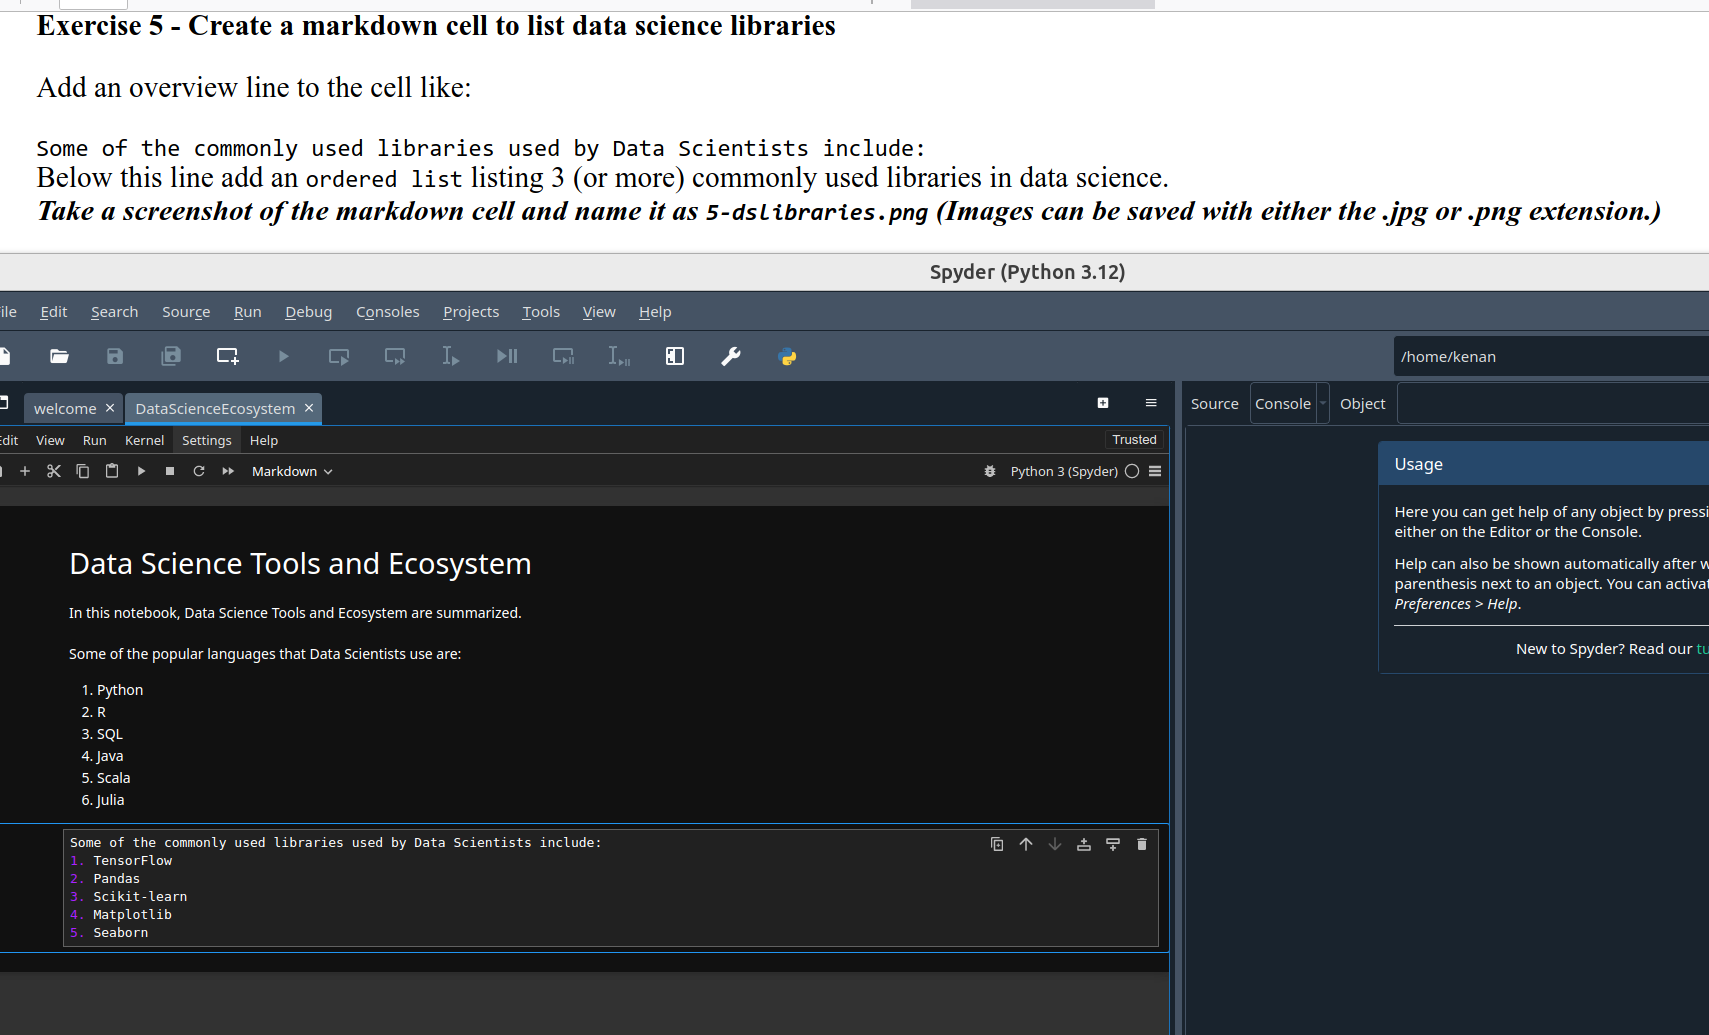 Exercise 5 - Create a markdown cell to list data science libraries
Add an overview line to the cell like:
Some of the commonly used libraries used by Data Scientists include:
Below this line add an ordered list listing 3 (or more) commonly used libraries in data science.
Take a screenshot of the markdown cell and name it as 5-dslibraries.png (Images can be saved with either the .jpg or .png extension.)
Spyder (Python 3.12)
ile Edit Search Source Run Debug Consoles Projects Tools View Help
/home/kenan
welcome DataScienceEcosystem
Source Console Object
dit View Run Kernel Settings Help Trusted
Markdown Python 3 (Spyder)
Usage
Here you can get help of any object by pressi
either on the Editor or the Console.
Help can also be shown automatically after w
parenthesis next to an object. You can activat
Preferences > Help.
New to Spyder? Read our tu
Data Science Tools and Ecosystem
In this notebook, Data Science Tools and Ecosystem are summarized.
Some of the popular languages that Data Scientists use are:
1. Python
2. R
3. SQL
4. Java
5. Scala
6. Julia
Some of the commonly used libraries used by Data Scientists include:
1. TensorFlow
2. Pandas
3. Scikit-learn
4. Matplotlib
5. Seaborn